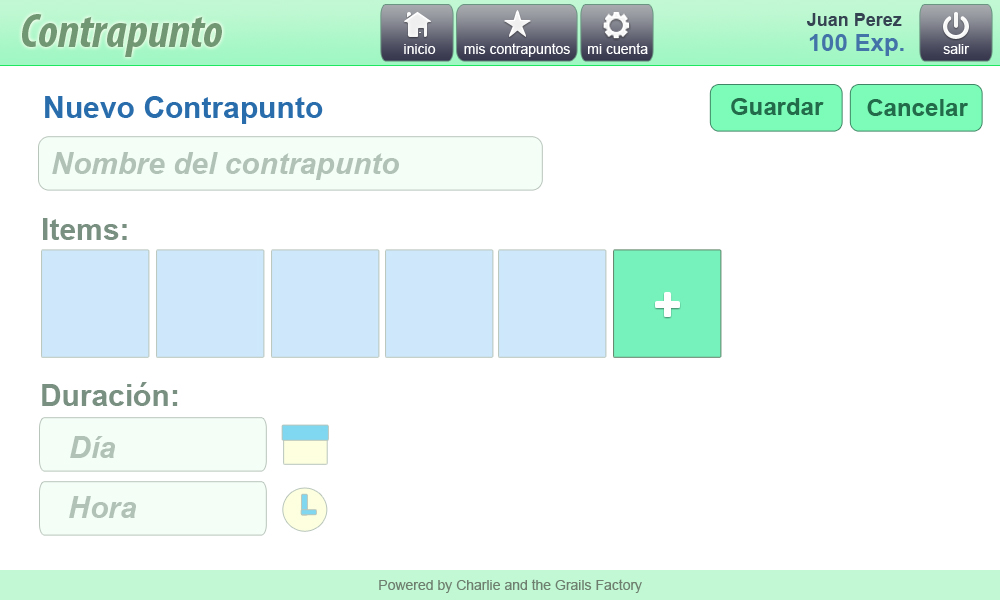 Contrapunto
inicio
mis contrapuntos
mi cuenta
Juan Perez
100 Exp.
salir
Nuevo Contrapunto
Guardar
Cancelar
Nombre del contrapunto
Items:
Duración:
Día
Hora
Powered by Charlie and the Grails Factory